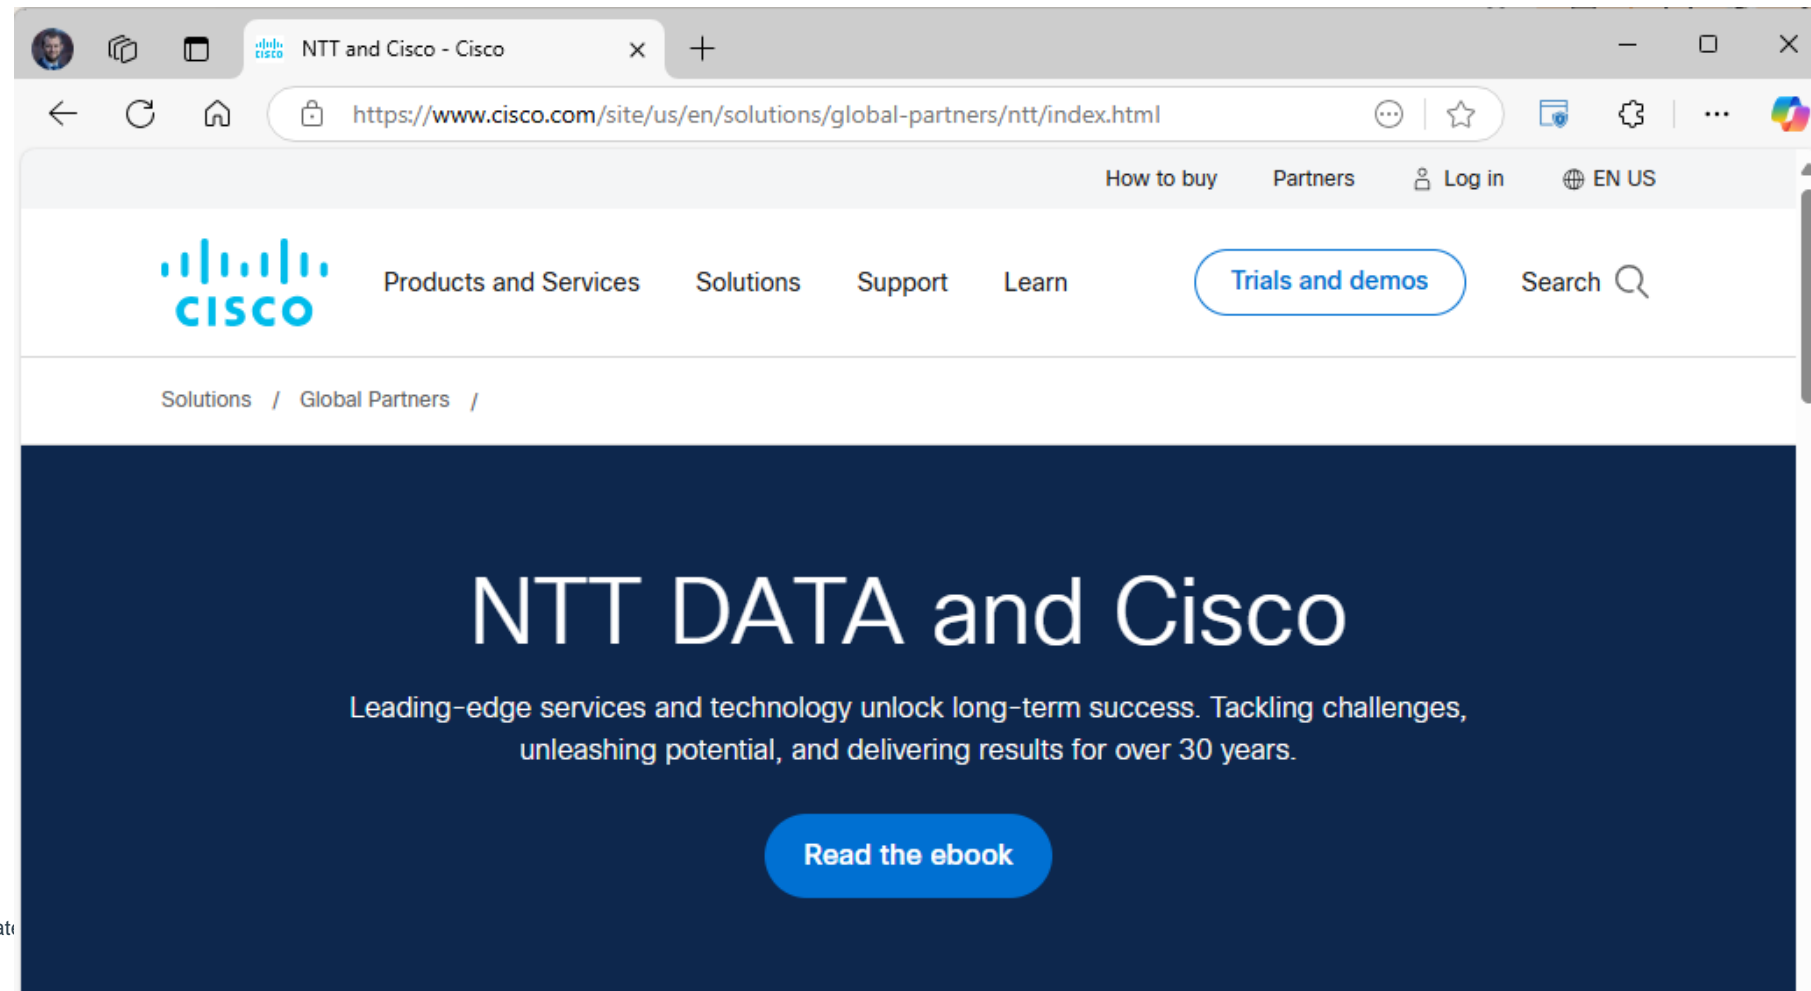 NTT and Cisco - Cisco
https://www.cisco.com/site/us/en/solutions/global-partners/ntt/index.html
How to buy Partners Log in EN US
CISCO Products and Services Solutions Support Learn Trials and demos Search
Solutions / Global Partners /
NTT DATA and Cisco
Leading-edge services and technology unlock long-term success. Tackling challenges,
unleashing potential, and delivering results for over 30 years.
Read the ebook